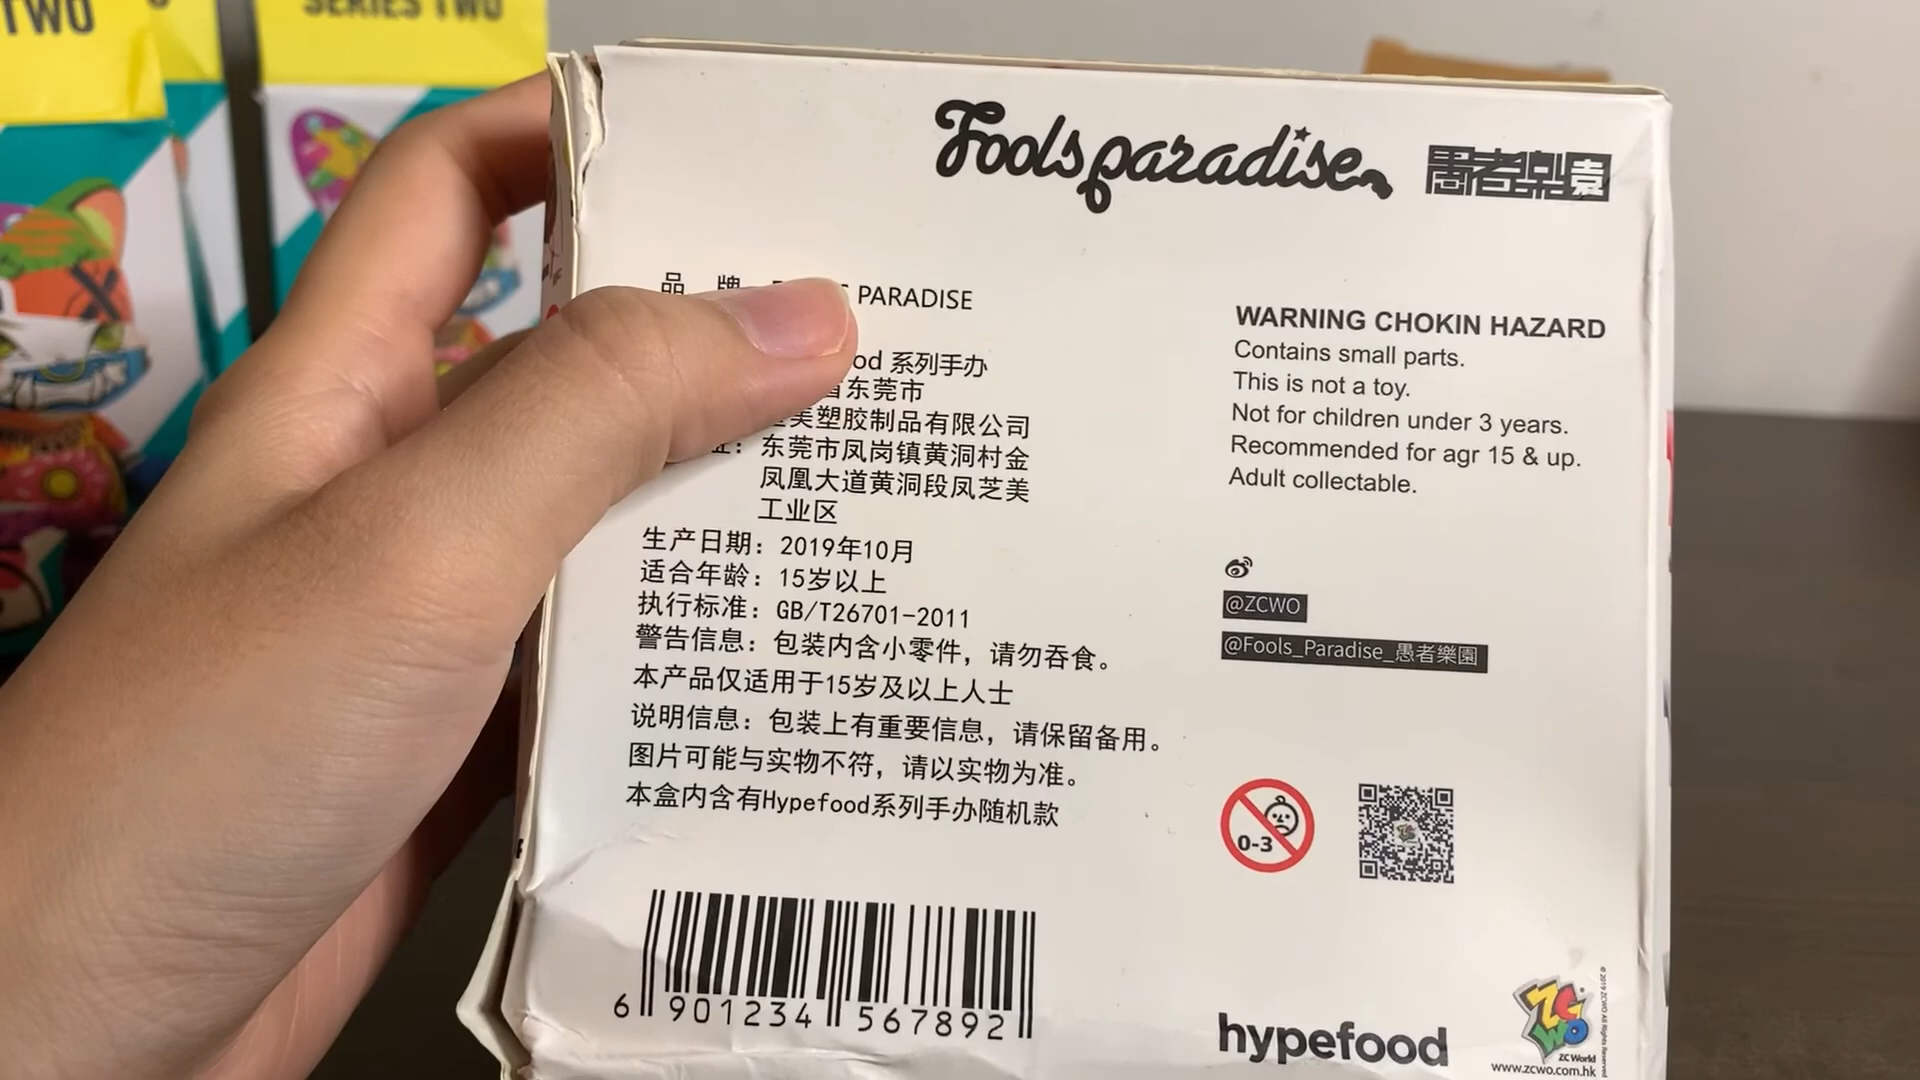 TWO
SERIES TWO
Fools paradise
愚者樂園
品 牌 PARADISE
系列手办
东莞市
美塑胶制品有限公司
东莞市凤岗镇黄洞村金
凤凰大道黄洞段凤芝美
工业区
生产日期：2019年10月
适合年龄：15岁以上
执行标准：GB/T26701-2011
警告信息：包装内含小零件，请勿吞食。
本产品仅适用于15岁及以上人士
说明信息：包装上有重要信息，请保留备用。
图片可能与实物不符，请以实物为准。
本盒内含有Hypefood系列手办随机款
6 901234 567892
WARNING CHOKIN HAZARD
Contains small parts.
This is not a toy.
Not for children under 3 years.
Recommended for agr 15 & up.
Adult collectable.
@ZCWO
@Fools_Paradise_愚者樂園
0-3
hypefood
ZCWO
ZC World
www.zcwo.com.hk
© 2019 ZCWO All Rights Reserved